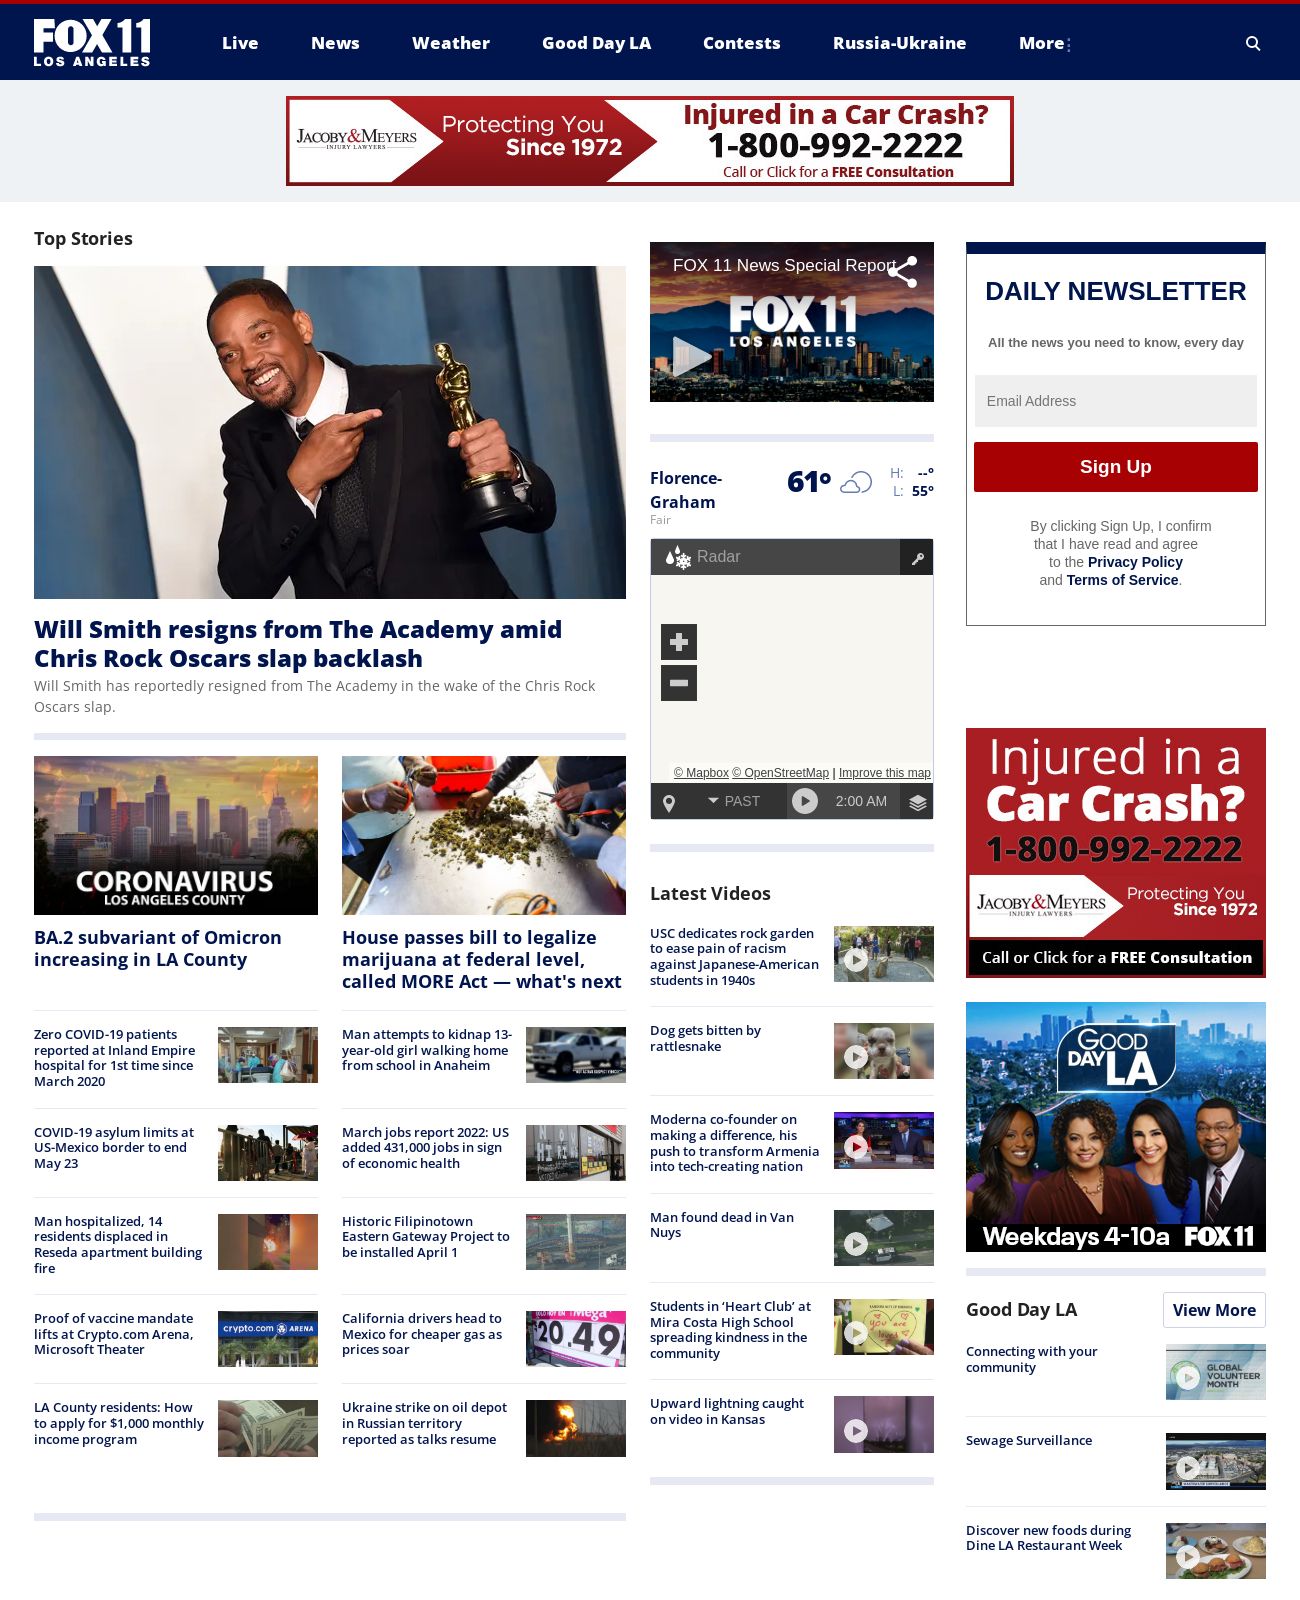 FOX 11
LOS ANGELES
Live
News
Weather
Good Day LA
Contests
Russia-Ukraine
More
JACOBY & MEYERS
INJURY LAWYERS
Protecting You
Since 1972
Injured in a Car Crash?
1-800-992-2222
Call or Click for a FREE Consultation
Top Stories
Will Smith resigns from The Academy amid
Chris Rock Oscars slap backlash
Will Smith has reportedly resigned from The Academy in the wake of the Chris Rock
Oscars slap.
CORONAVIRUS
LOS ANGELES COUNTY
BA.2 subvariant of Omicron
increasing in LA County
House passes bill to legalize
marijuana at federal level,
called MORE Act — what's next
Zero COVID-19 patients
reported at Inland Empire
hospital for 1st time since
March 2020
COVID-19 asylum limits at
US-Mexico border to end
May 23
Man hospitalized, 14
residents displaced in
Reseda apartment building
fire
Proof of vaccine mandate
lifts at Crypto.com Arena,
Microsoft Theater
crypto.com ARENA
LA County residents: How
to apply for $1,000 monthly
income program
Man attempts to kidnap 13-
year-old girl walking home
from school in Anaheim
March jobs report 2022: US
added 431,000 jobs in sign
of economic health
Historic Filipinotown
Eastern Gateway Project to
be installed April 1
California drivers head to
Mexico for cheaper gas as
prices soar
Mega
20.49
Ukraine strike on oil depot
in Russian territory
reported as talks resume
FOX 11 News Special Report
FOX 11
LOS ANGELES
Florence-
Graham
Fair
61°
H: --°
L: 55°
Radar
© Mapbox © OpenStreetMap | Improve this map
PAST
2:00 AM
Latest Videos
USC dedicates rock garden
to ease pain of racism
against Japanese-American
students in 1940s
Dog gets bitten by
rattlesnake
Moderna co-founder on
making a difference, his
push to transform Armenia
into tech-creating nation
Man found dead in Van
Nuys
Students in ‘Heart Club’ at
Mira Costa High School
spreading kindness in the
community
you are
loved
Upward lightning caught
on video in Kansas
DAILY NEWSLETTER
All the news you need to know, every day
Email Address
Sign Up
By clicking Sign Up, I confirm
that I have read and agree
to the Privacy Policy
and Terms of Service.
Injured in a
Car Crash?
1-800-992-2222
JACOBY & MEYERS
INJURY LAWYERS
Protecting You
Since 1972
Call or Click for a FREE Consultation
GOOD
DAY LA
Weekdays 4-10a FOX 11
Good Day LA
View More
Connecting with your
community
GLOBAL
VOLUNTEER
MONTH
Sewage Surveillance
Discover new foods during
Dine LA Restaurant Week